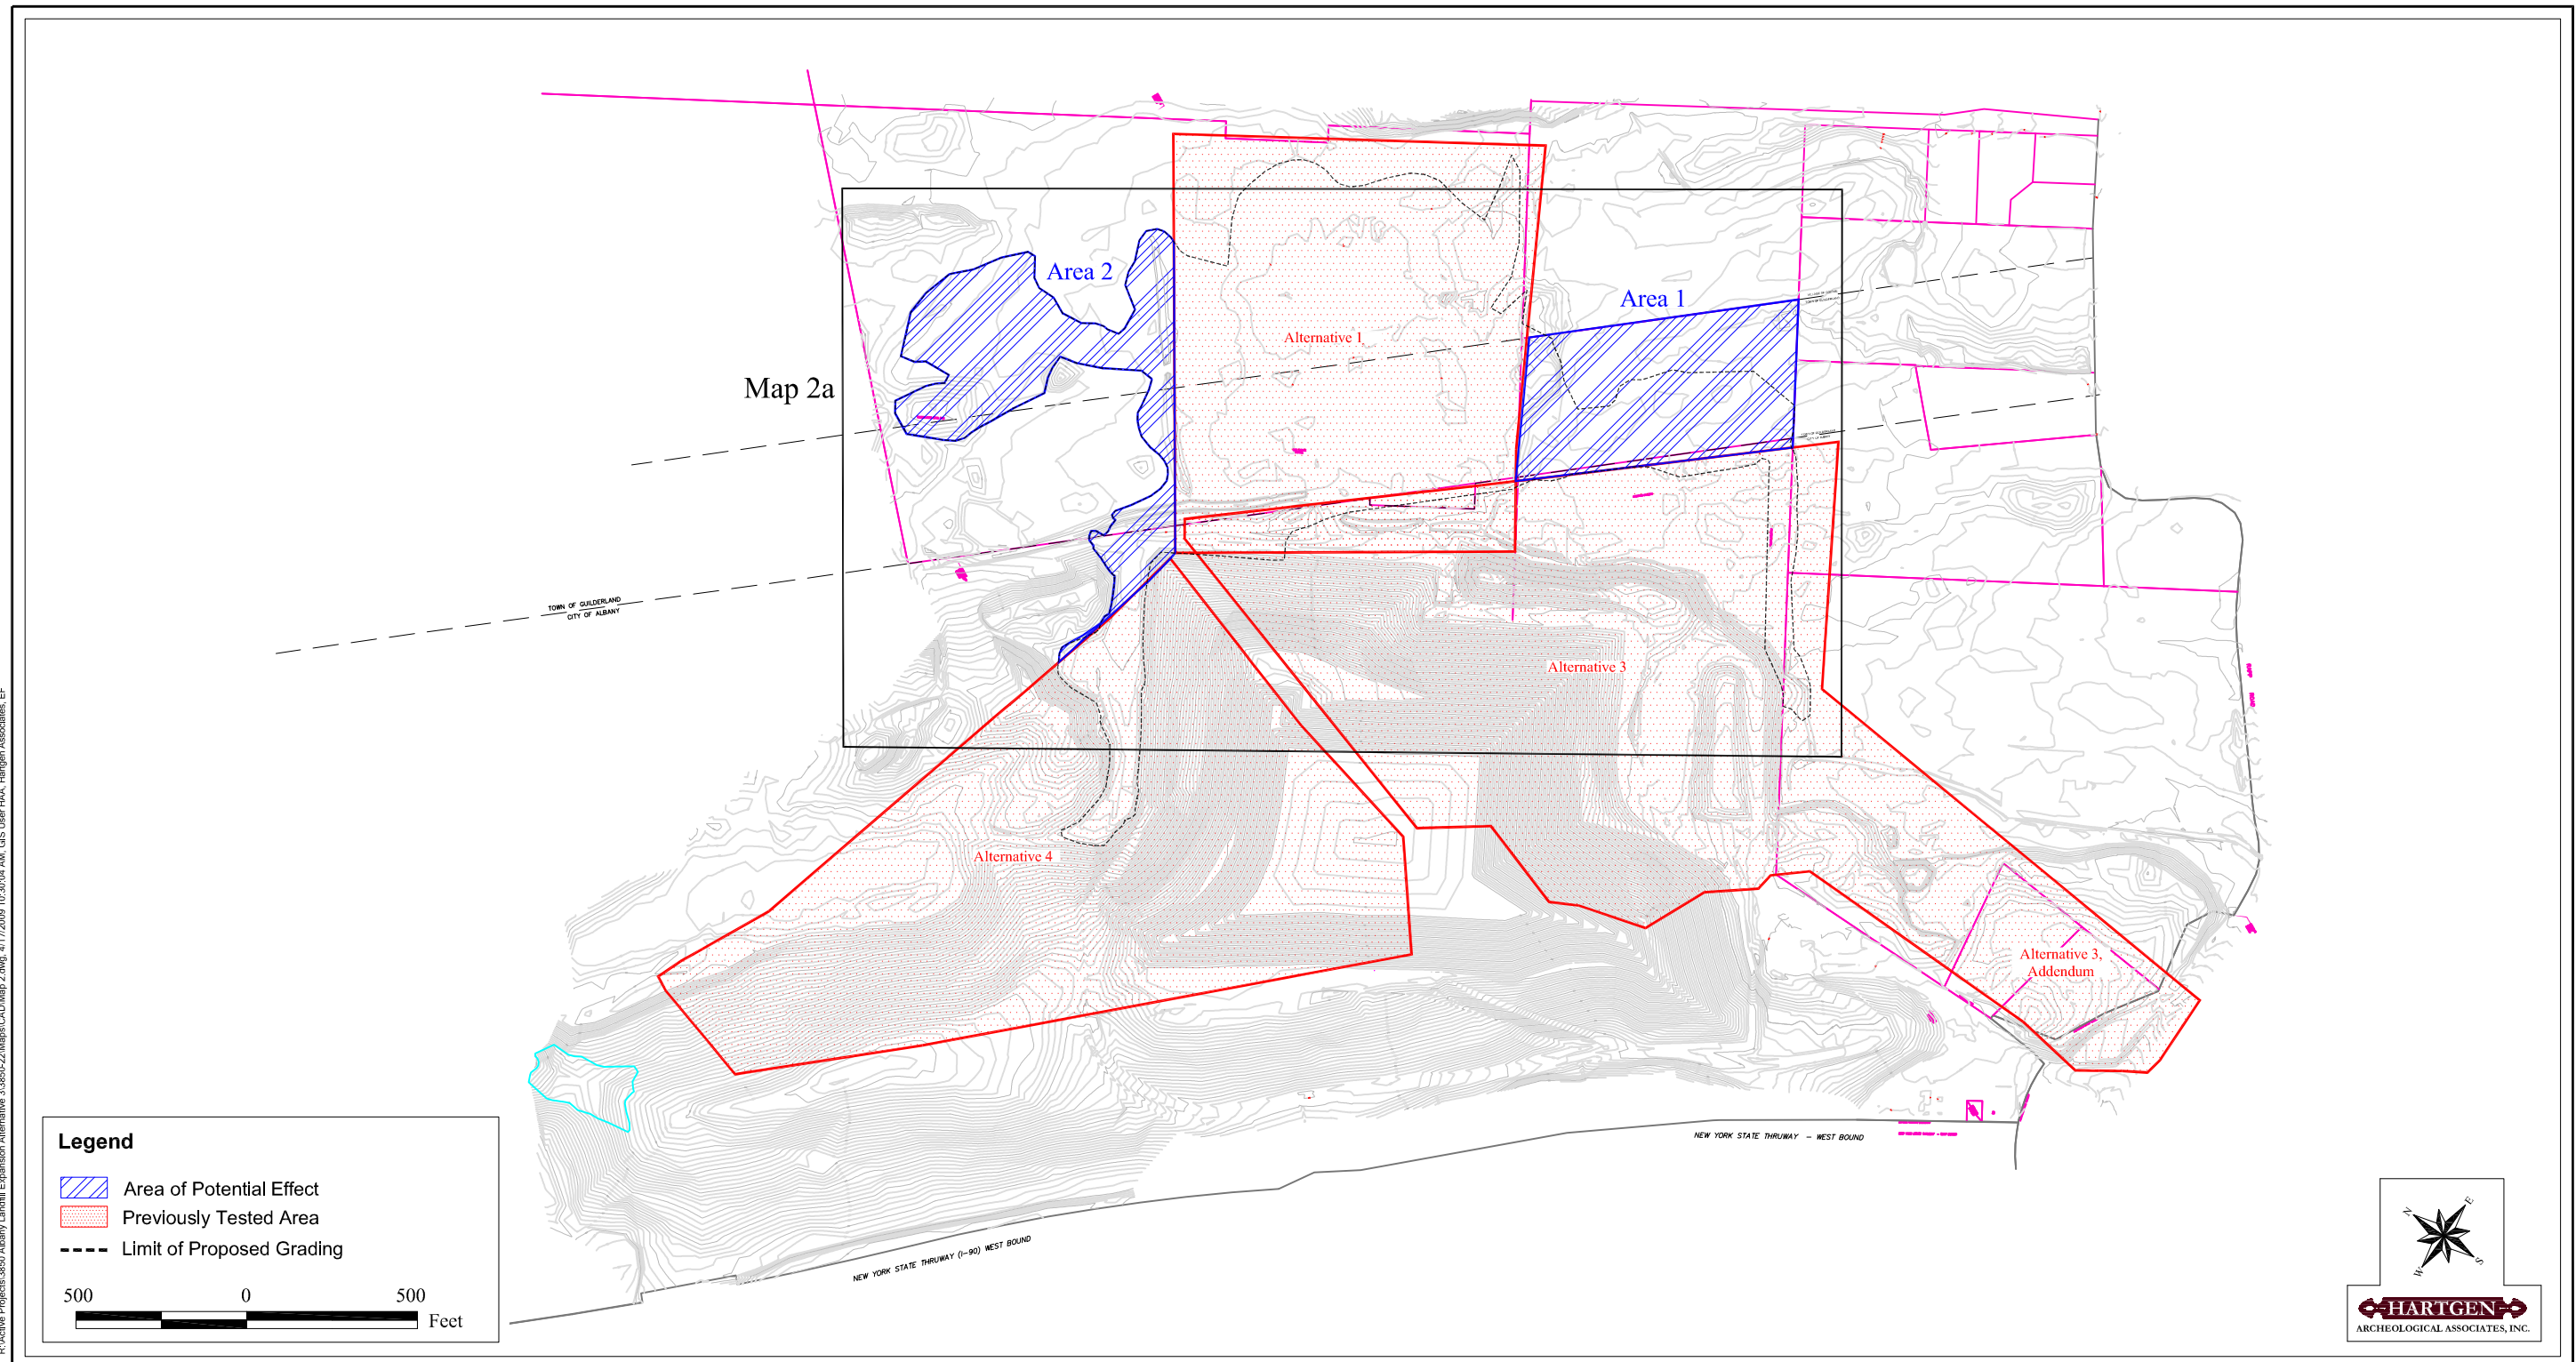 Area 2
Area 1
Alternative 1
Map 2a
TOWN OF GUILDERLAND
CITY OF ALBANY
Alternative 3
Alternative 4
Alternative 3,
Addendum
NEW YORK STATE THRUWAY - WEST BOUND
NEW YORK STATE THRUWAY (I-90) WEST BOUND
Legend
Area of Potential Effect
Previously Tested Area
Limit of Proposed Grading
500 0 500
Feet
N E
W S
HARTGEN
ARCHEOLOGICAL ASSOCIATES, INC.